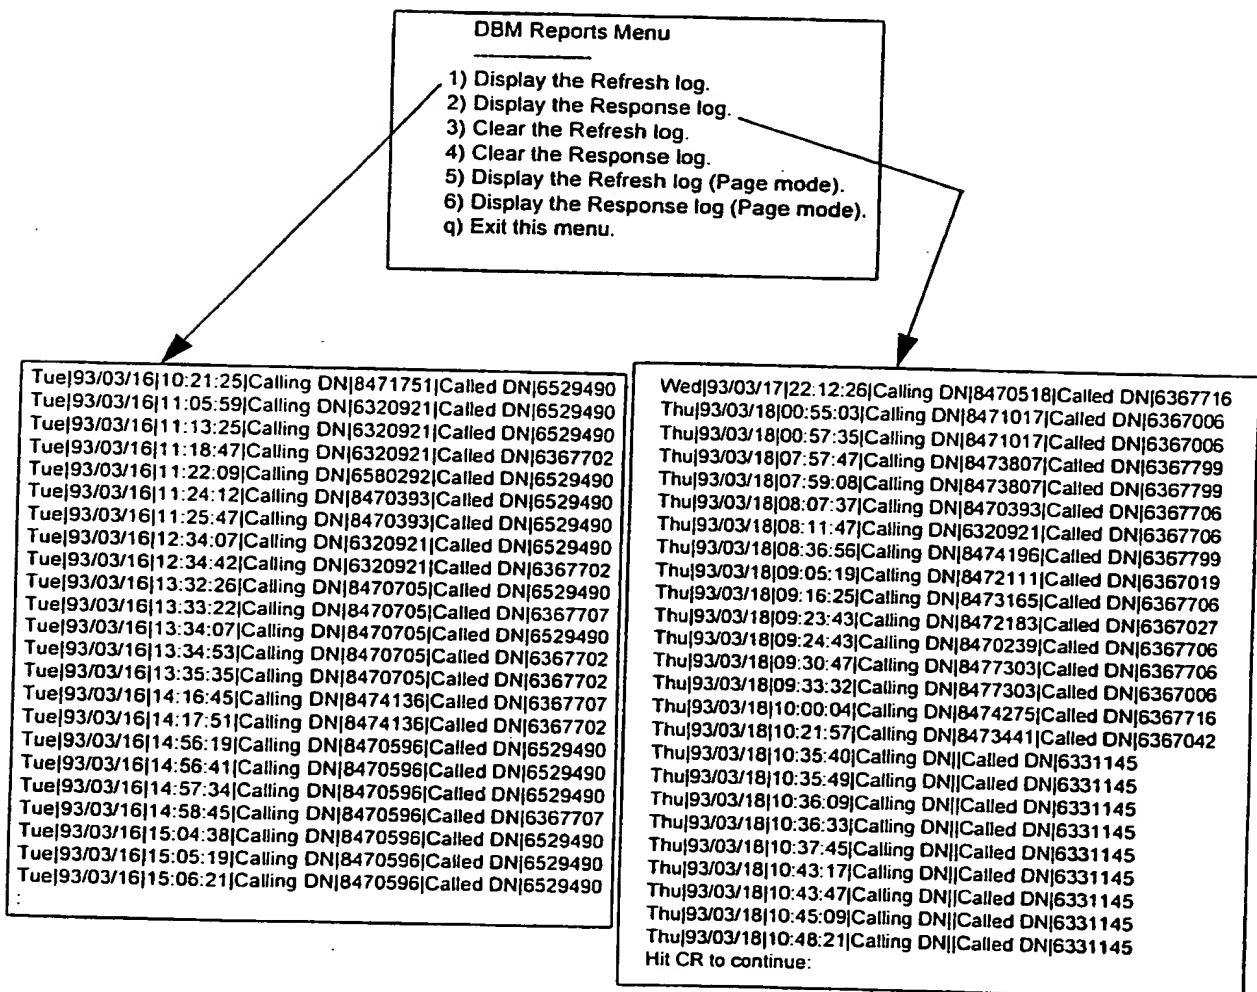 DBM Reports Menu
1) Display the Refresh log.
2) Display the Response log.
3) Clear the Refresh log.
4) Clear the Response log.
5) Display the Refresh log (Page mode).
6) Display the Response log (Page mode).
q) Exit this menu.
Tue|93/03/16|10:21:25|Calling DN|8471751|Called DN|6529490
Tue|93/03/16|11:05:59|Calling DN|6320921|Called DN|6529490
Tue|93/03/16|11:13:25|Calling DN|6320921|Called DN|6529490
Tue|93/03/16|11:18:47|Calling DN|6320921|Called DN|6367702
Tue|93/03/16|11:22:09|Calling DN|6580292|Called DN|6529490
Tue|93/03/16|11:24:12|Calling DN|8470393|Called DN|6529490
Tue|93/03/16|11:25:47|Calling DN|8470393|Called DN|6529490
Tue|93/03/16|12:34:07|Calling DN|6320921|Called DN|6529490
Tue|93/03/16|12:34:42|Calling DN|6320921|Called DN|6367702
Tue|93/03/16|13:32:26|Calling DN|8470705|Called DN|6529490
Tue|93/03/16|13:33:22|Calling DN|8470705|Called DN|6367707
Tue|93/03/16|13:34:07|Calling DN|8470705|Called DN|6529490
Tue|93/03/16|13:34:53|Calling DN|8470705|Called DN|6367702
Tue|93/03/16|13:35:35|Calling DN|8470705|Called DN|6367702
Tue|93/03/16|14:16:45|Calling DN|8474136|Called DN|6367707
Tue|93/03/16|14:17:51|Calling DN|8474136|Called DN|6367702
Tue|93/03/16|14:56:19|Calling DN|8470596|Called DN|6529490
Tue|93/03/16|14:56:41|Calling DN|8470596|Called DN|6529490
Tue|93/03/16|14:57:34|Calling DN|8470596|Called DN|6529490
Tue|93/03/16|14:58:45|Calling DN|8470596|Called DN|6367707
Tue|93/03/16|15:04:38|Calling DN|8470596|Called DN|6529490
Tue|93/03/16|15:05:19|Calling DN|8470596|Called DN|6529490
Tue|93/03/16|15:06:21|Calling DN|8470596|Called DN|6529490
:
Wed|93/03/17|22:12:26|Calling DN|8470518|Called DN|6367716
Thu|93/03/18|00:55:03|Calling DN|8471017|Called DN|6367006
Thu|93/03/18|00:57:35|Calling DN|8471017|Called DN|6367006
Thu|93/03/18|07:57:47|Calling DN|8473807|Called DN|6367799
Thu|93/03/18|07:59:08|Calling DN|8473807|Called DN|6367799
Thu|93/03/18|08:07:37|Calling DN|8470393|Called DN|6367706
Thu|93/03/18|08:11:47|Calling DN|6320921|Called DN|6367706
Thu|93/03/18|08:36:56|Calling DN|8474196|Called DN|6367799
Thu|93/03/18|09:05:19|Calling DN|8472111|Called DN|6367019
Thu|93/03/18|09:16:25|Calling DN|8473165|Called DN|6367706
Thu|93/03/18|09:23:43|Calling DN|8472183|Called DN|6367027
Thu|93/03/18|09:24:43|Calling DN|8470239|Called DN|6367706
Thu|93/03/18|09:30:47|Calling DN|8477303|Called DN|6367706
Thu|93/03/18|09:33:32|Calling DN|8477303|Called DN|6367006
Thu|93/03/18|10:00:04|Calling DN|8474275|Called DN|6367716
Thu|93/03/18|10:21:57|Calling DN|8473441|Called DN|6367042
Thu|93/03/18|10:35:40|Calling DN||Called DN|6331145
Thu|93/03/18|10:35:49|Calling DN||Called DN|6331145
Thu|93/03/18|10:36:09|Calling DN||Called DN|6331145
Thu|93/03/18|10:36:33|Calling DN||Called DN|6331145
Thu|93/03/18|10:37:45|Calling DN||Called DN|6331145
Thu|93/03/18|10:43:17|Calling DN||Called DN|6331145
Thu|93/03/18|10:43:47|Calling DN||Called DN|6331145
Thu|93/03/18|10:45:09|Calling DN||Called DN|6331145
Thu|93/03/18|10:48:21|Calling DN||Called DN|6331145
Hit CR to continue: